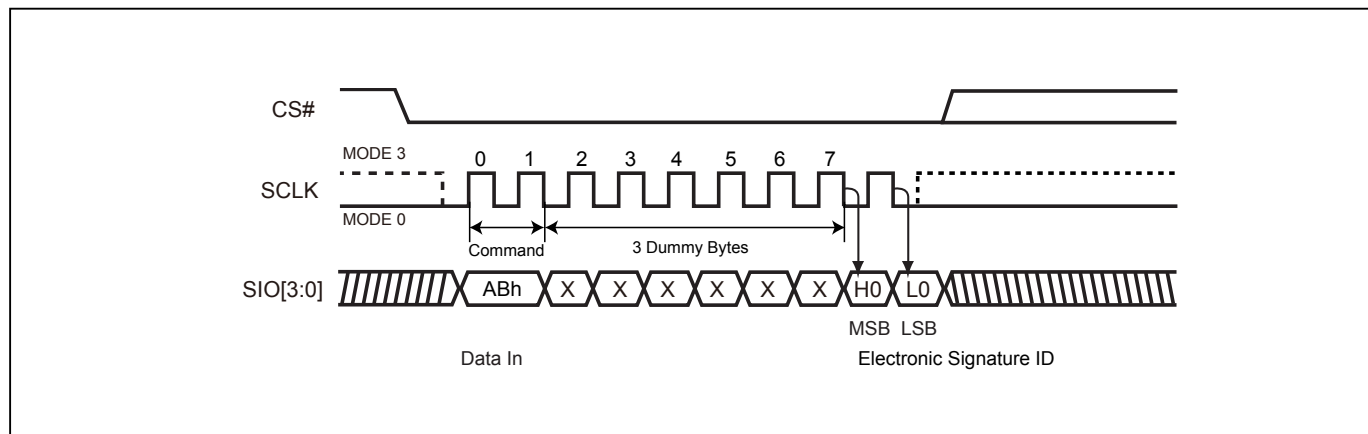 CS#
MODE 3
0 1 2 3 4 5 6 7
SCLK
MODE 0
Command
3 Dummy Bytes
SIO[3:0]
ABh X X X X X X H0 L0
MSB LSB
Data In
Electronic Signature ID